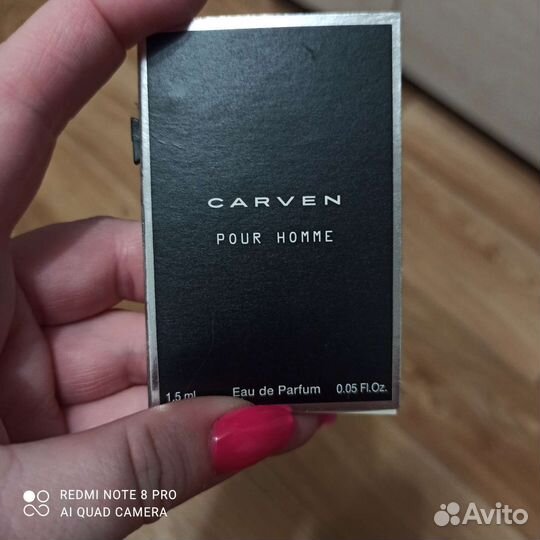 CARVEN
POUR HOMME
1.5 ml Eau de Parfum 0.05 Fl.Oz.
REDMI NOTE 8 PRO
AI QUAD CAMERA
Avito